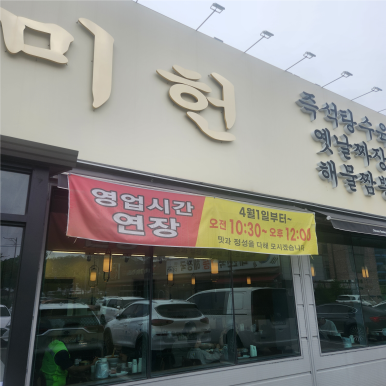 미헌
즉석탕수육
옛날짜장
해물짬
영업시간
연장
4월1일부터~
오전 10:30~ 오후 12:00
맛과 정성을 다해 모시겠습니다